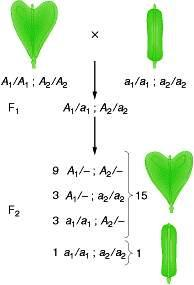 ×
A₁/A₁ ; A₂/A₂ a₁/a₁ ; a₂/a₂
F₁ A₁/a₁ ; A₂/a₂
9 A₁/– ; A₂/–
3 A₁/– ; a₂/a₂ 15
F₂
3 a₁/a₁ ; A₂/–
1 a₁/a₁ ; a₂/a₂ 1